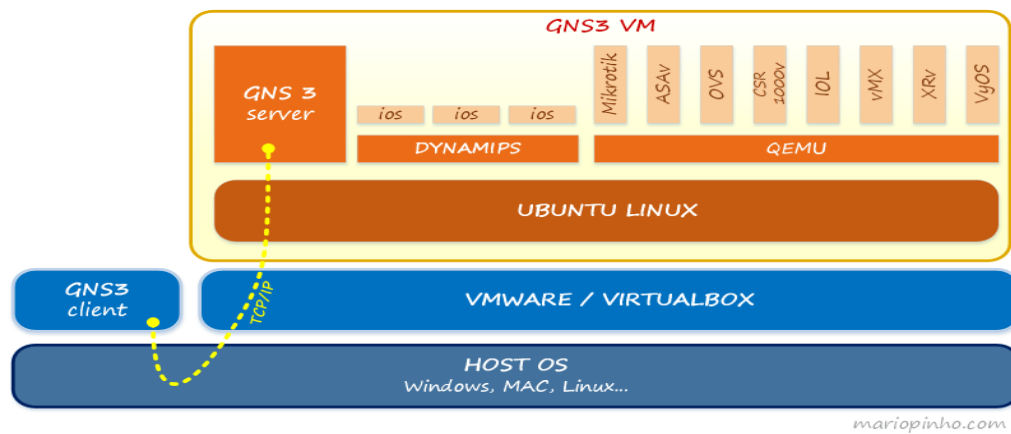 GNS3 VM
GNS 3
server
ios
ios
ios
DYNAMIPS
Mikrotik
ASAv
OVS
CSR
1000v
IOL
vMX
XRv
VyOS
QEMU
UBUNTU LINUX
GNS3
client
TCP/IP
VMWARE / VIRTUALBOX
HOST OS
Windows, MAC, Linux...
mariopinho.com